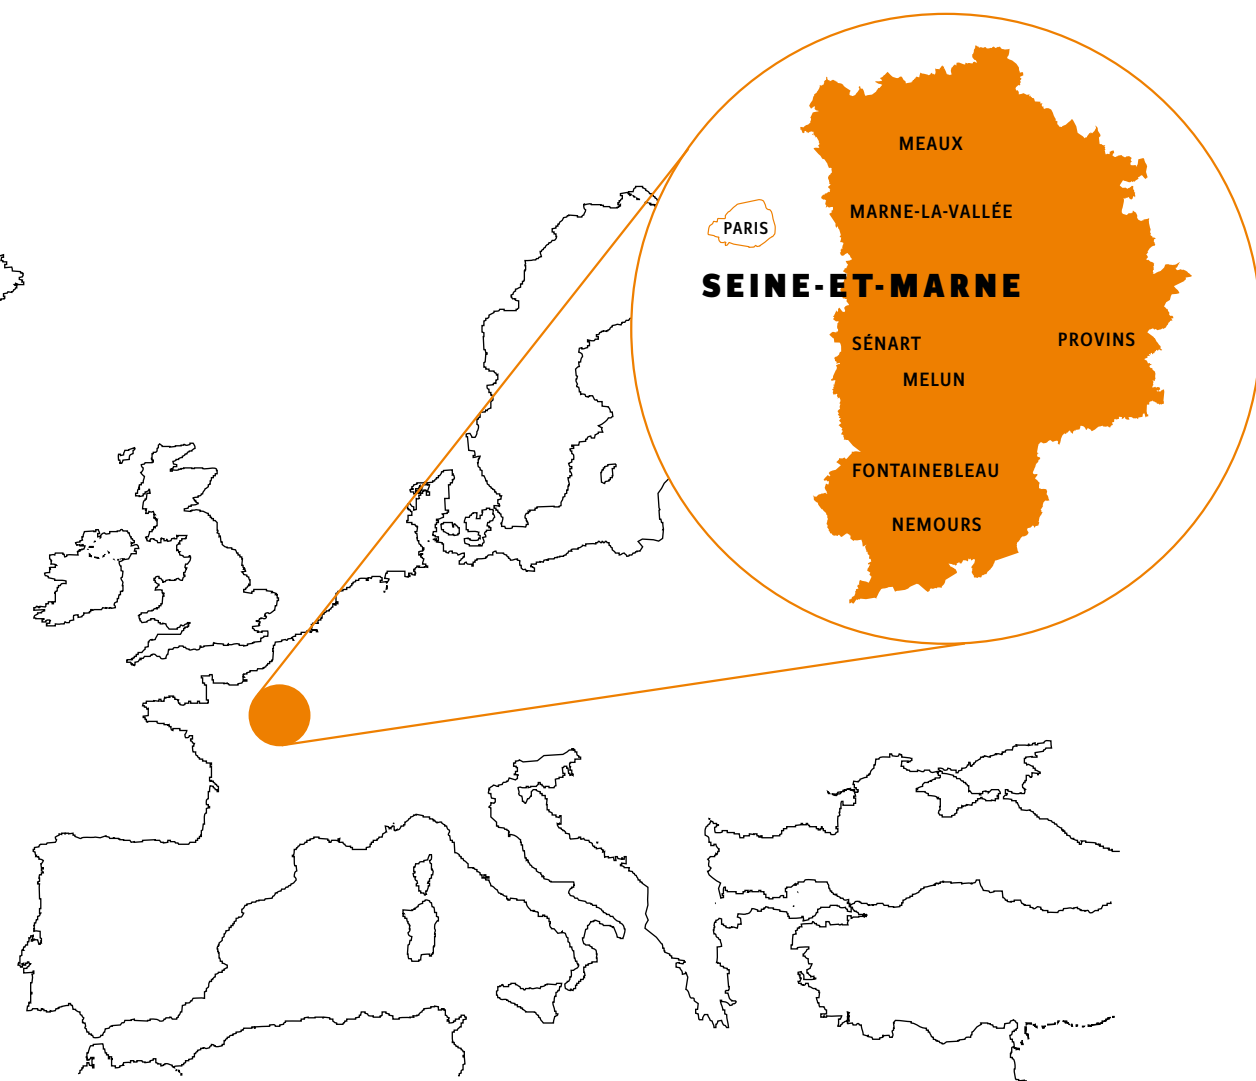 MEAUX
MARNE-LA-VALLÉE
PARIS
SEINE-ET-MARNE
SÉNART
PROVINS
MELUN
FONTAINEBLEAU
NEMOURS